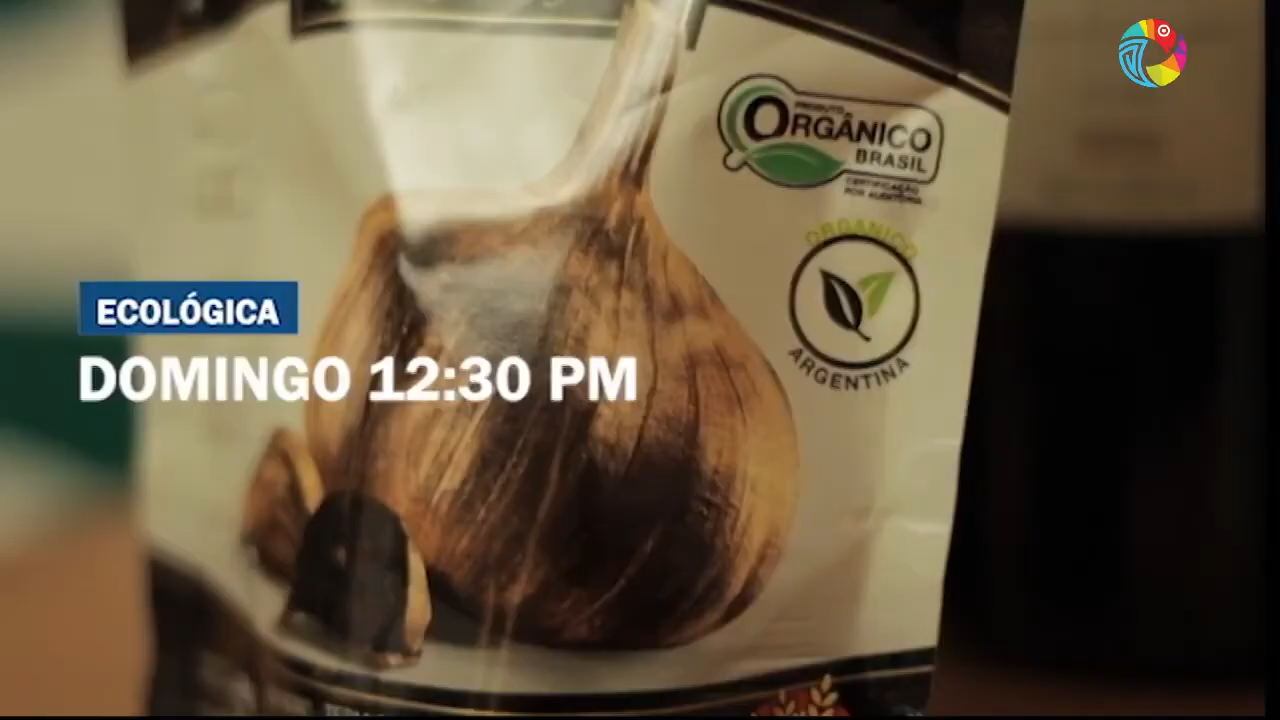 PRODUTO
ORGÂNICO
BRASIL
CERTIFICAÇÃO
POR AUDITORIA
ORGANICO
ARGENTINA
ECOLÓGICA
DOMINGO 12:30 PM